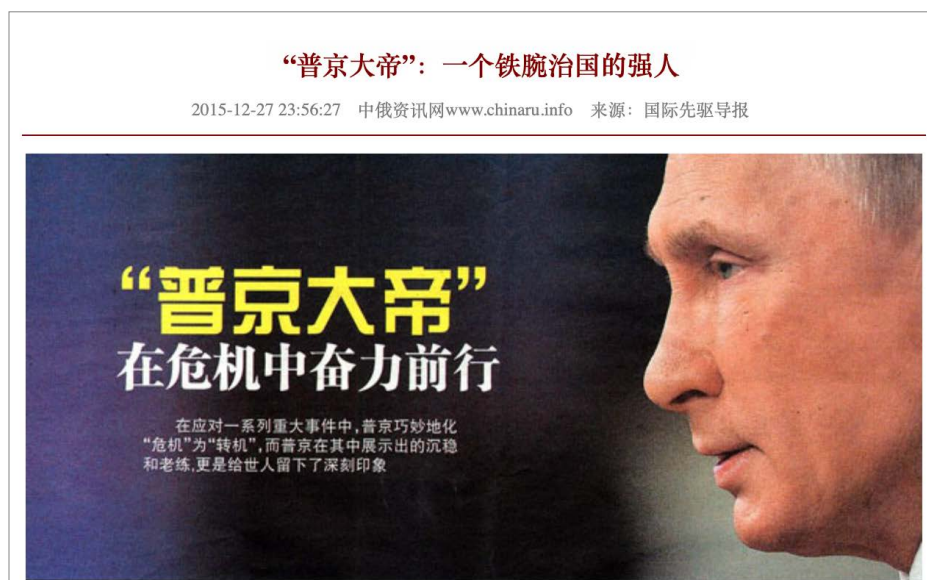 “普京大帝”：一个铁腕治国的强人
2015-12-27 23:56:27 中俄资讯网www.chinaru.info 来源：国际先驱导报
“普京大帝”
在危机中奋力前行
在应对一系列重大事件中,普京巧妙地化
“危机”为“转机”,而普京在其中展示出的沉稳
和老练,更是给世人留下了深刻印象